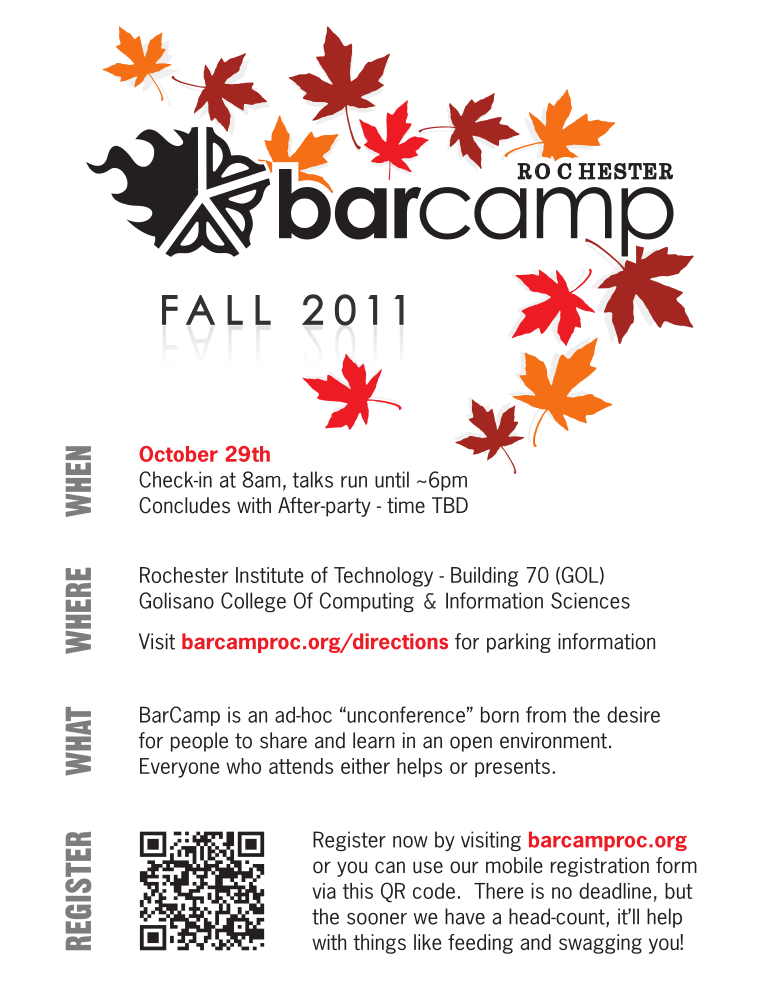 ROCHESTER
barcamp
FALL 2011
WHEN
October 29th
Check-in at 8am, talks run until ~6pm
Concludes with After-party - time TBD
WHERE
Rochester Institute of Technology - Building 70 (GOL)
Golisano College Of Computing & Information Sciences
Visit barcamproc.org/directions for parking information
WHAT
BarCamp is an ad-hoc “unconference” born from the desire
for people to share and learn in an open environment.
Everyone who attends either helps or presents.
REGISTER
Register now by visiting barcamproc.org
or you can use our mobile registration form
via this QR code. There is no deadline, but
the sooner we have a head-count, it’ll help
with things like feeding and swagging you!